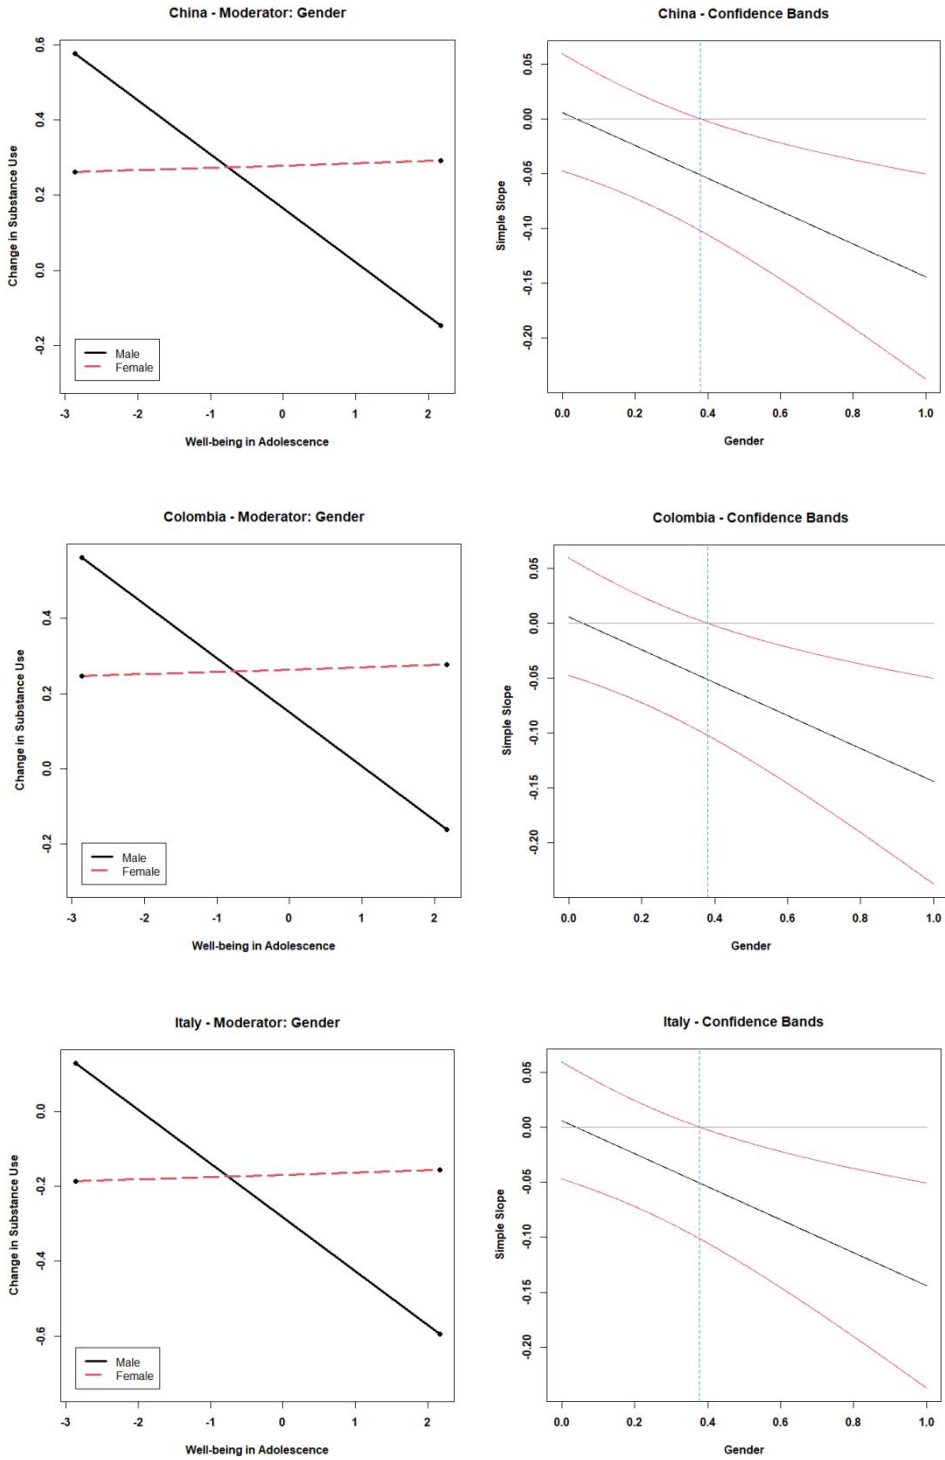 China - Moderator: Gender
Change in Substance Use
0.6
0.4
0.2
0.0
-0.2
Male
Female
-3 -2 -1 0 1 2
Well-being in Adolescence
China - Confidence Bands
Simple Slope
0.05
0.00
-0.05
-0.10
-0.15
-0.20
0.0 0.2 0.4 0.6 0.8 1.0
Gender
Colombia - Moderator: Gender
Change in Substance Use
0.4
0.2
0.0
-0.2
Male
Female
-3 -2 -1 0 1 2
Well-being in Adolescence
Colombia - Confidence Bands
Simple Slope
0.05
0.00
-0.05
-0.10
-0.15
-0.20
0.0 0.2 0.4 0.6 0.8 1.0
Gender
Italy - Moderator: Gender
Change in Substance Use
0.0
-0.2
-0.4
-0.6
Male
Female
-3 -2 -1 0 1 2
Well-being in Adolescence
Italy - Confidence Bands
Simple Slope
0.05
0.00
-0.05
-0.10
-0.15
-0.20
0.0 0.2 0.4 0.6 0.8 1.0
Gender